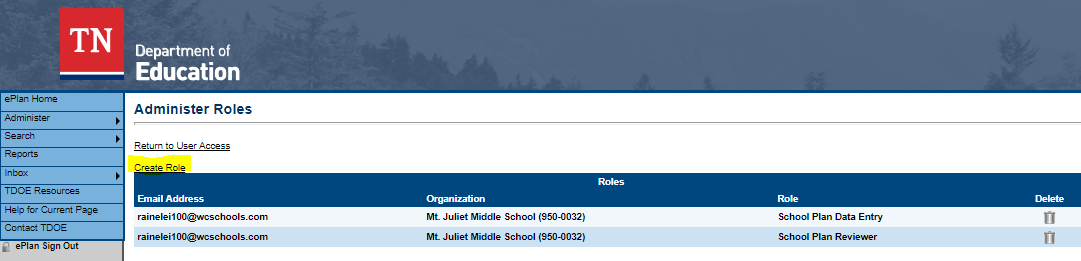 TN
Department of
Education
ePlan Home
Administer
Search
Reports
Inbox
TDOE Resources
Help for Current Page
Contact TDOE
ePlan Sign Out
Administer Roles
Return to User Access
Create Role
Roles
Email Address Organization Role Delete
rainelei100@wcschools.com Mt. Juliet Middle School (950-0032) School Plan Data Entry
rainelei100@wcschools.com Mt. Juliet Middle School (950-0032) School Plan Reviewer